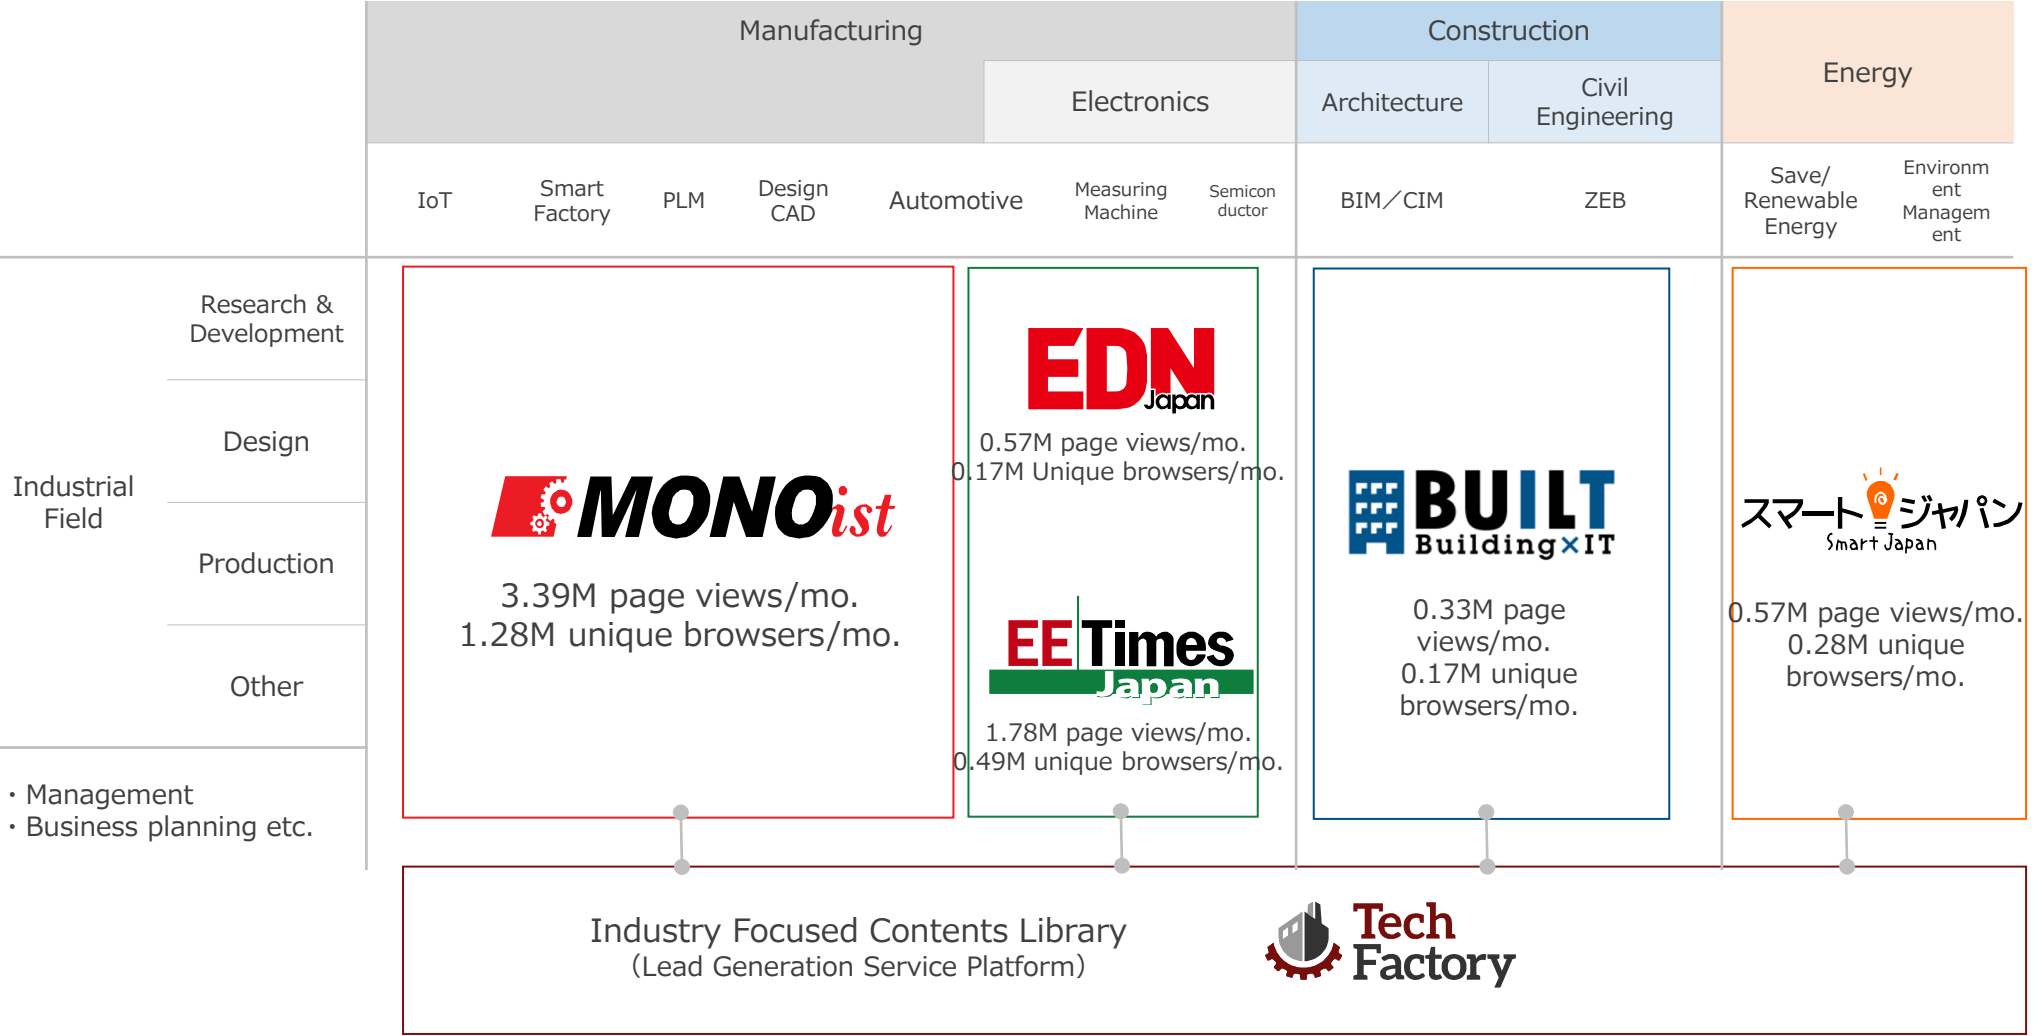 Manufacturing
Construction
Energy
Electronics
Architecture
Civil
Engineering
IoT
Smart
Factory
PLM
Design
CAD
Automotive
Measuring
Machine
Semicon
ductor
BIM／CIM
ZEB
Save/
Renewable
Energy
Environm
ent
Managem
ent
Industrial
Field
Research &
Development
Design
Production
Other
・Management
・Business planning etc.
MONOist
3.39M page views/mo.
1.28M unique browsers/mo.
EDN
Japan
0.57M page views/mo.
0.17M Unique browsers/mo.
EE Times
Japan
1.78M page views/mo.
0.49M unique browsers/mo.
BUILT
Building×IT
0.33M page
views/mo.
0.17M unique
browsers/mo.
スマートジャパン
Smart Japan
0.57M page views/mo.
0.28M unique
browsers/mo.
Industry Focused Contents Library
（Lead Generation Service Platform）
Tech
Factory